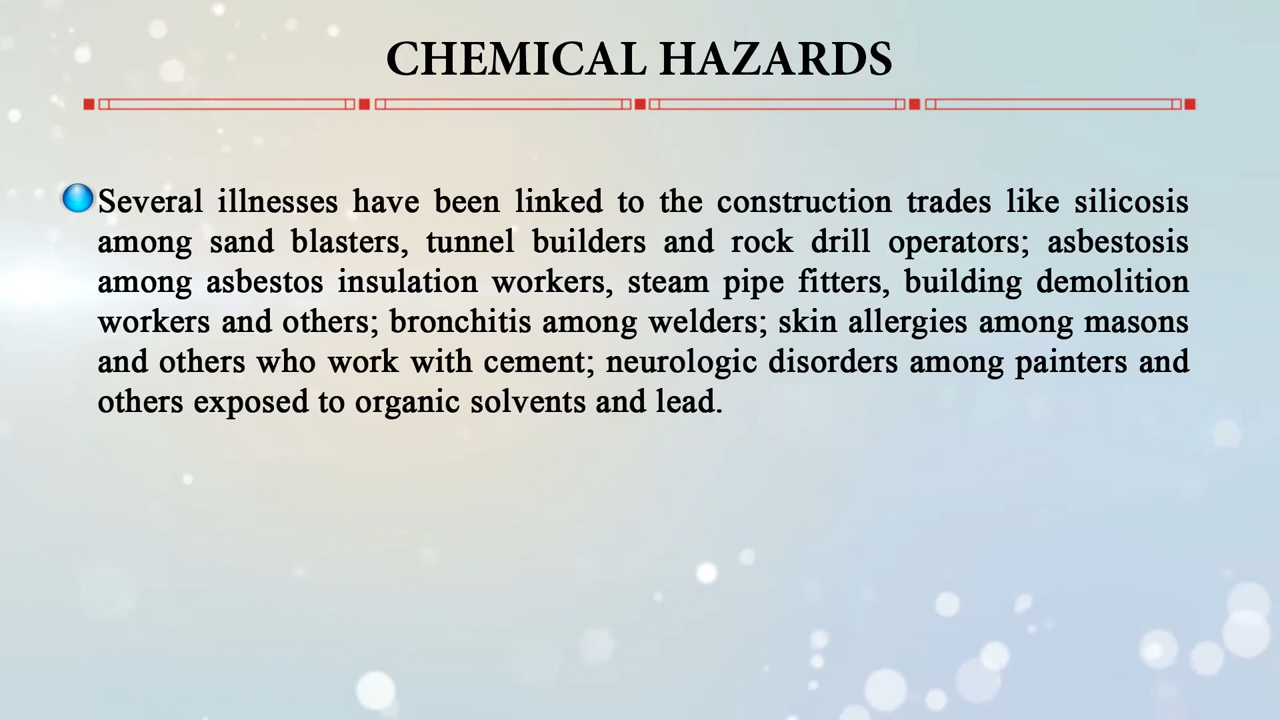 CHEMICAL HAZARDS
Several illnesses have been linked to the construction trades like silicosis
among sand blasters, tunnel builders and rock drill operators; asbestosis
among asbestos insulation workers, steam pipe fitters, building demolition
workers and others; bronchitis among welders; skin allergies among masons
and others who work with cement; neurologic disorders among painters and
others exposed to organic solvents and lead.